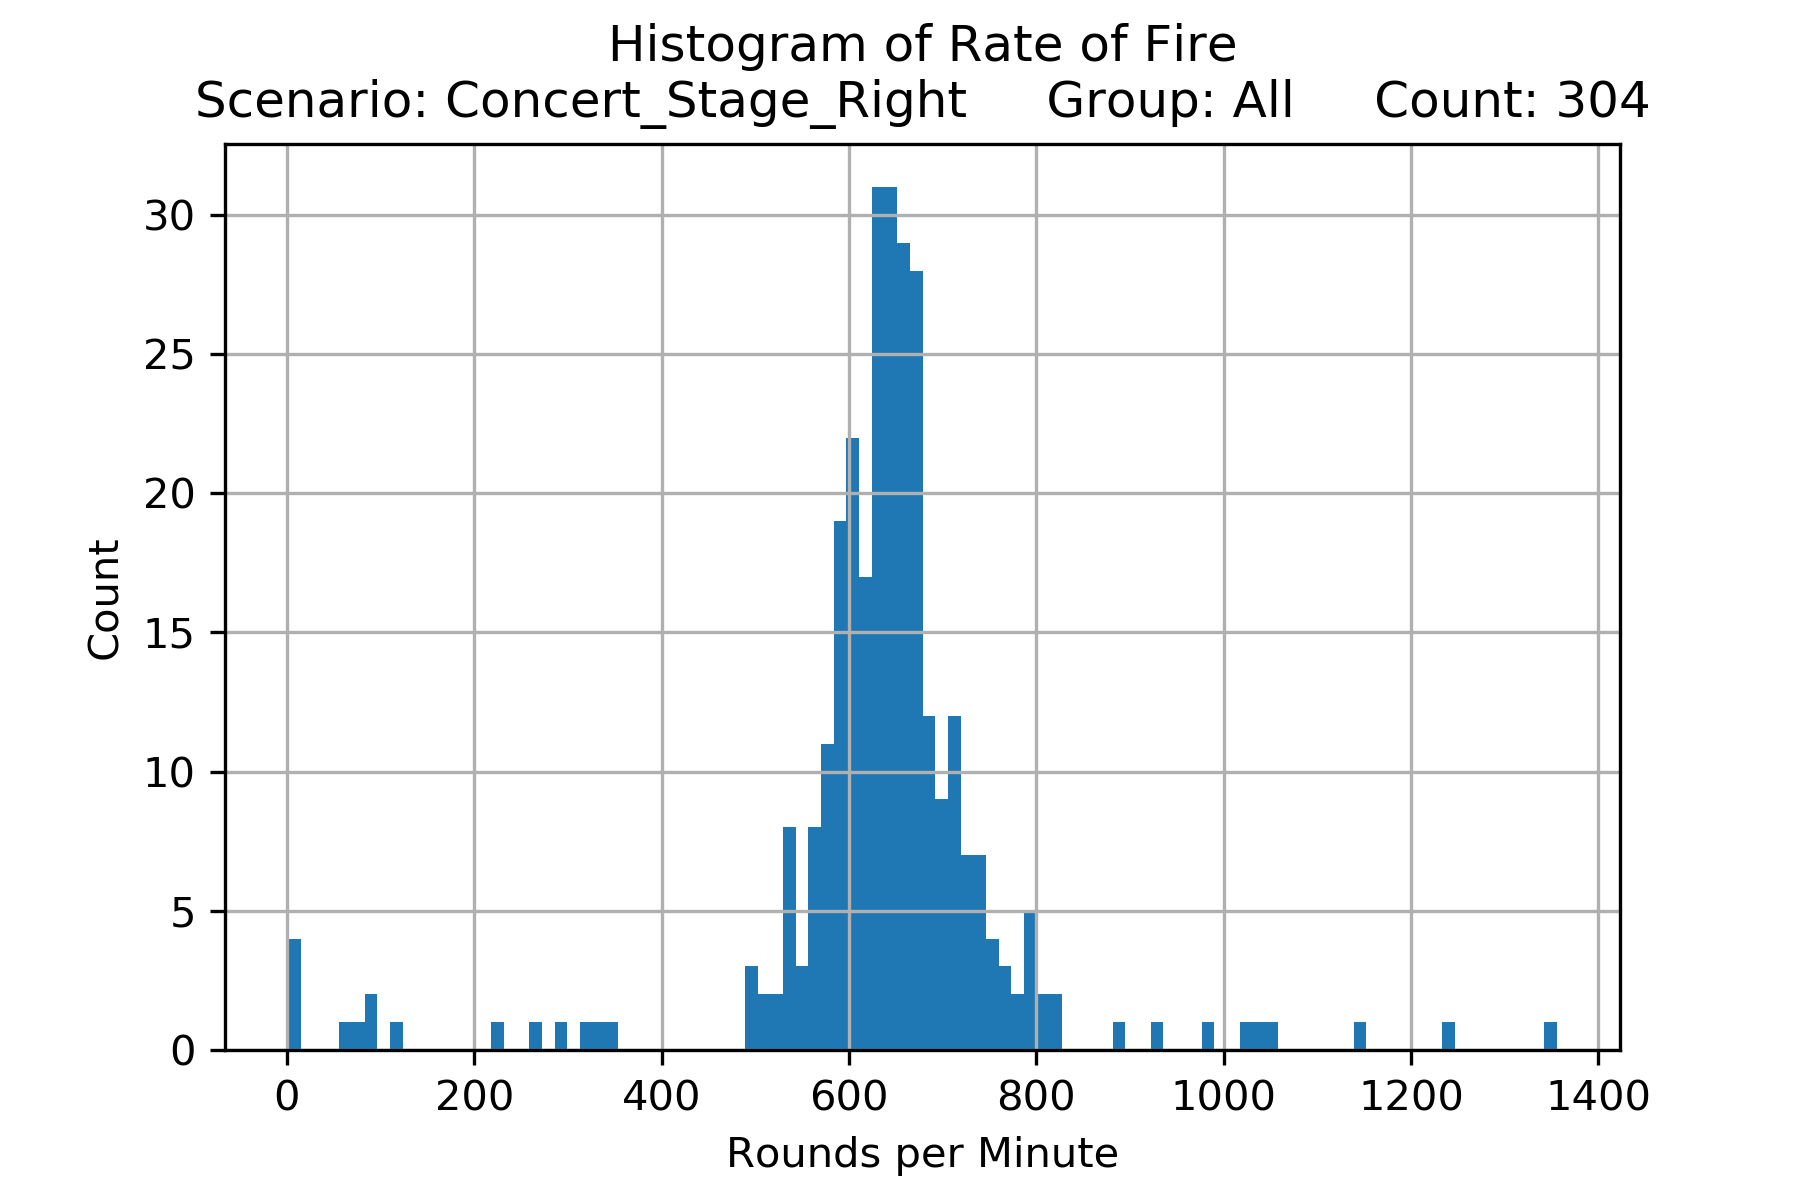 Histogram of Rate of Fire
Scenario: Concert_Stage_Right Group: All Count: 304
30
25
20
15
10
5
0
Count
0 200 400 600 800 1000 1200 1400
Rounds per Minute